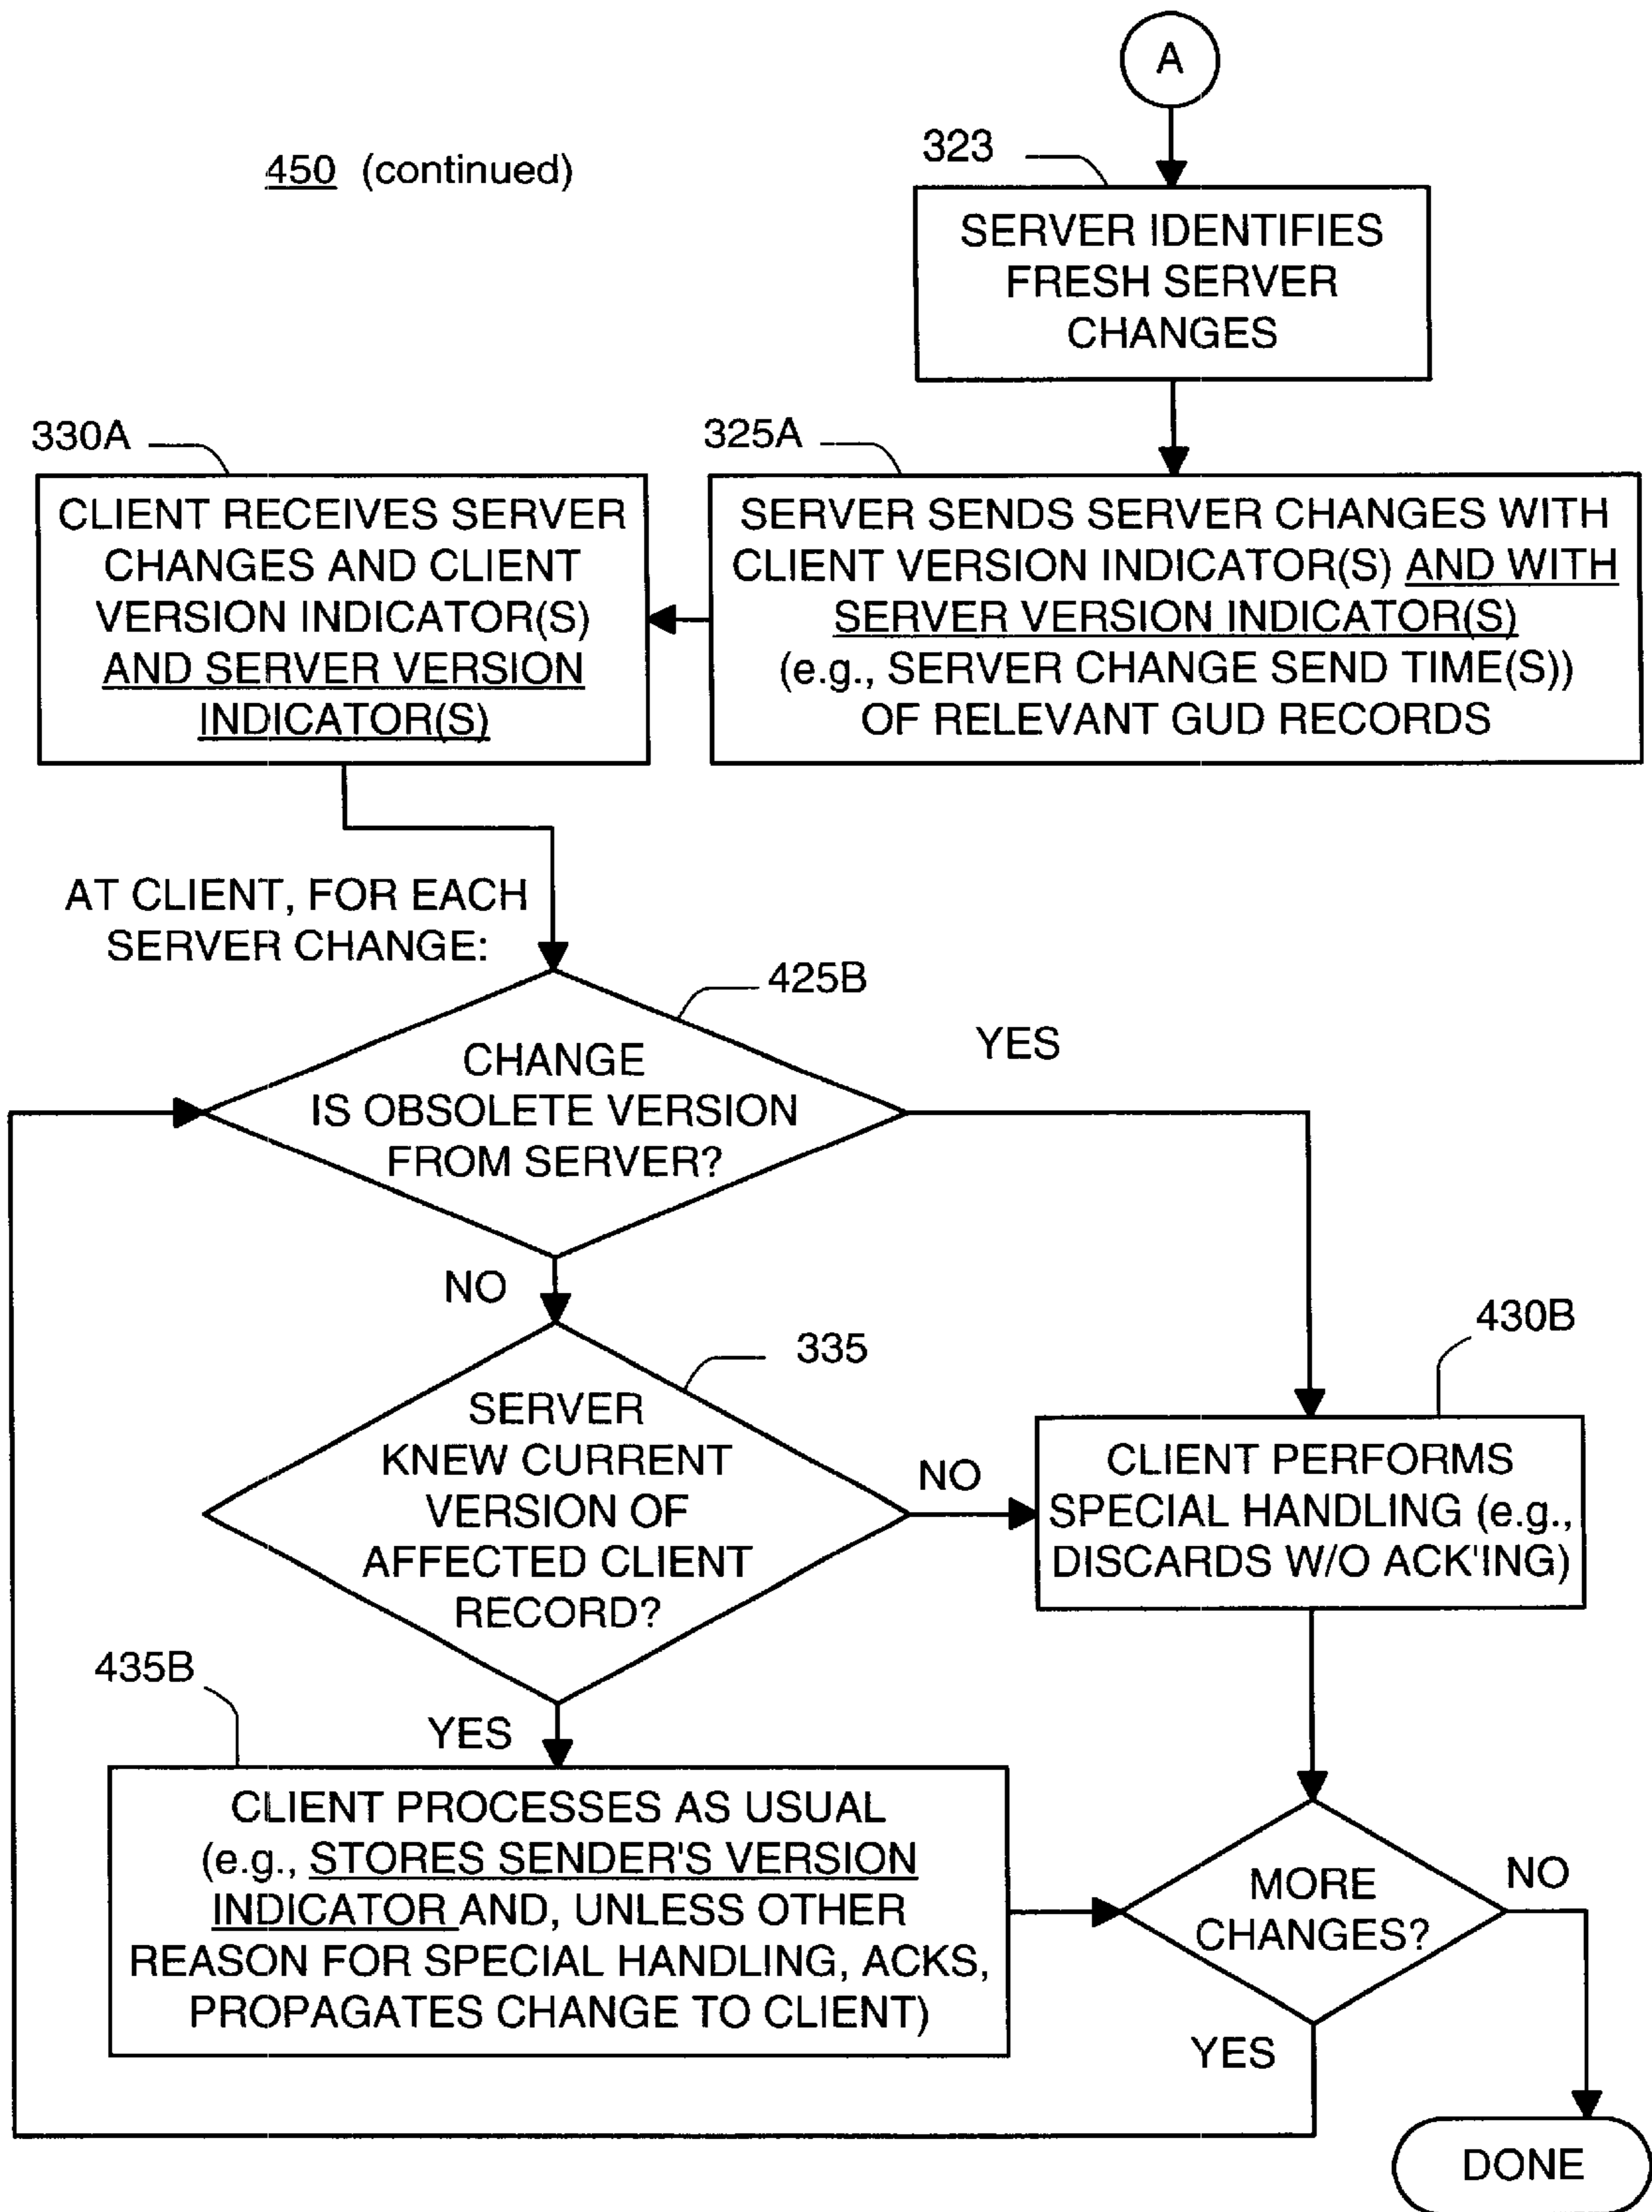 A
450 (continued)
323
SERVER IDENTIFIES
FRESH SERVER
CHANGES
330A
CLIENT RECEIVES SERVER
CHANGES AND CLIENT
VERSION INDICATOR(S)
AND SERVER VERSION
INDICATOR(S)
325A
SERVER SENDS SERVER CHANGES WITH
CLIENT VERSION INDICATOR(S) AND WITH
SERVER VERSION INDICATOR(S)
(e.g., SERVER CHANGE SEND TIME(S))
OF RELEVANT GUD RECORDS
AT CLIENT, FOR EACH
SERVER CHANGE:
425B
CHANGE
IS OBSOLETE VERSION
FROM SERVER?
YES
NO
335
SERVER
KNEW CURRENT
VERSION OF
AFFECTED CLIENT
RECORD?
NO
430B
CLIENT PERFORMS
SPECIAL HANDLING (e.g.,
DISCARDS W/O ACK'ING)
YES
435B
CLIENT PROCESSES AS USUAL
(e.g., STORES SENDER'S VERSION
INDICATOR AND, UNLESS OTHER
REASON FOR SPECIAL HANDLING, ACKS,
PROPAGATES CHANGE TO CLIENT)
MORE
CHANGES?
NO
YES
DONE